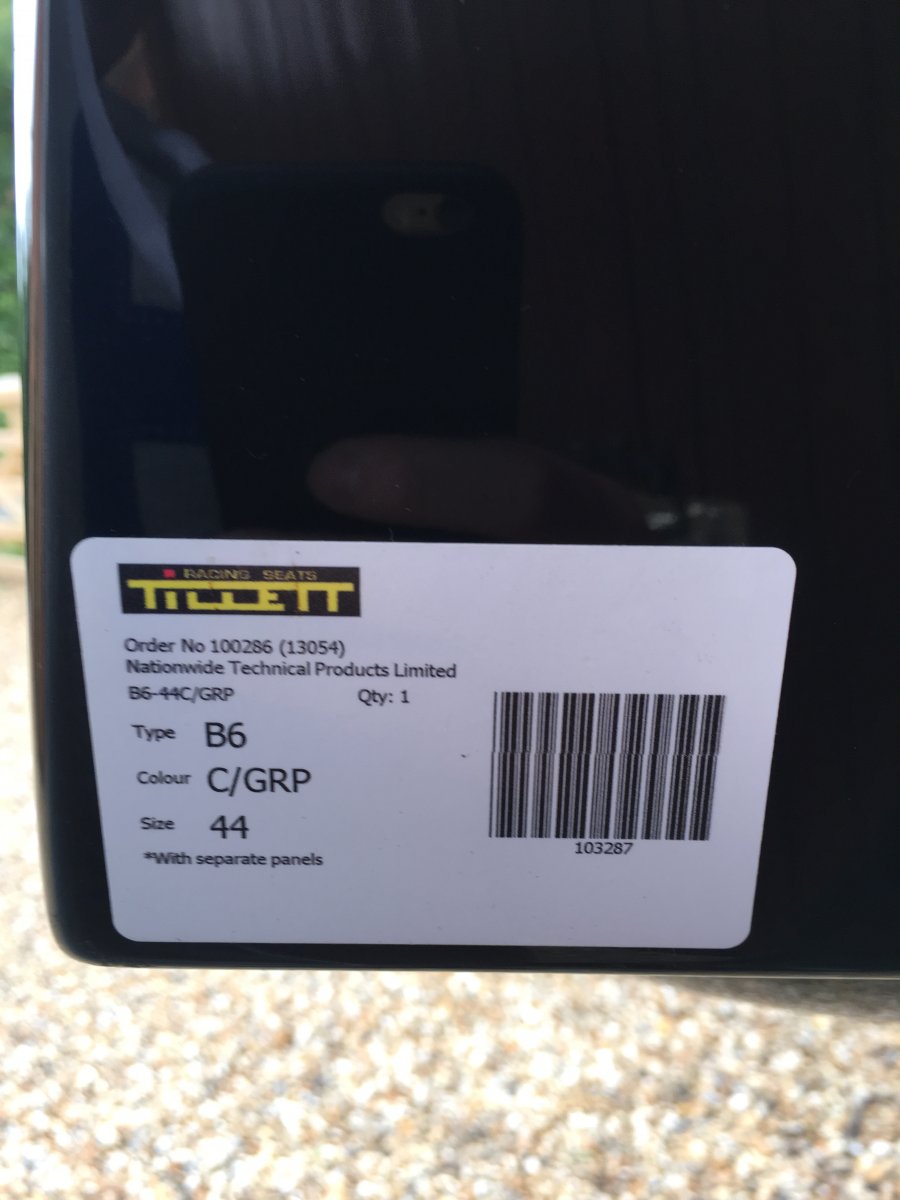 RACING SEATS
TILLETT
Order No 100286 (13054)
Nationwide Technical Products Limited
B6-44C/GRP Qty: 1
Type B6
Colour C/GRP
Size 44
*With separate panels
103287